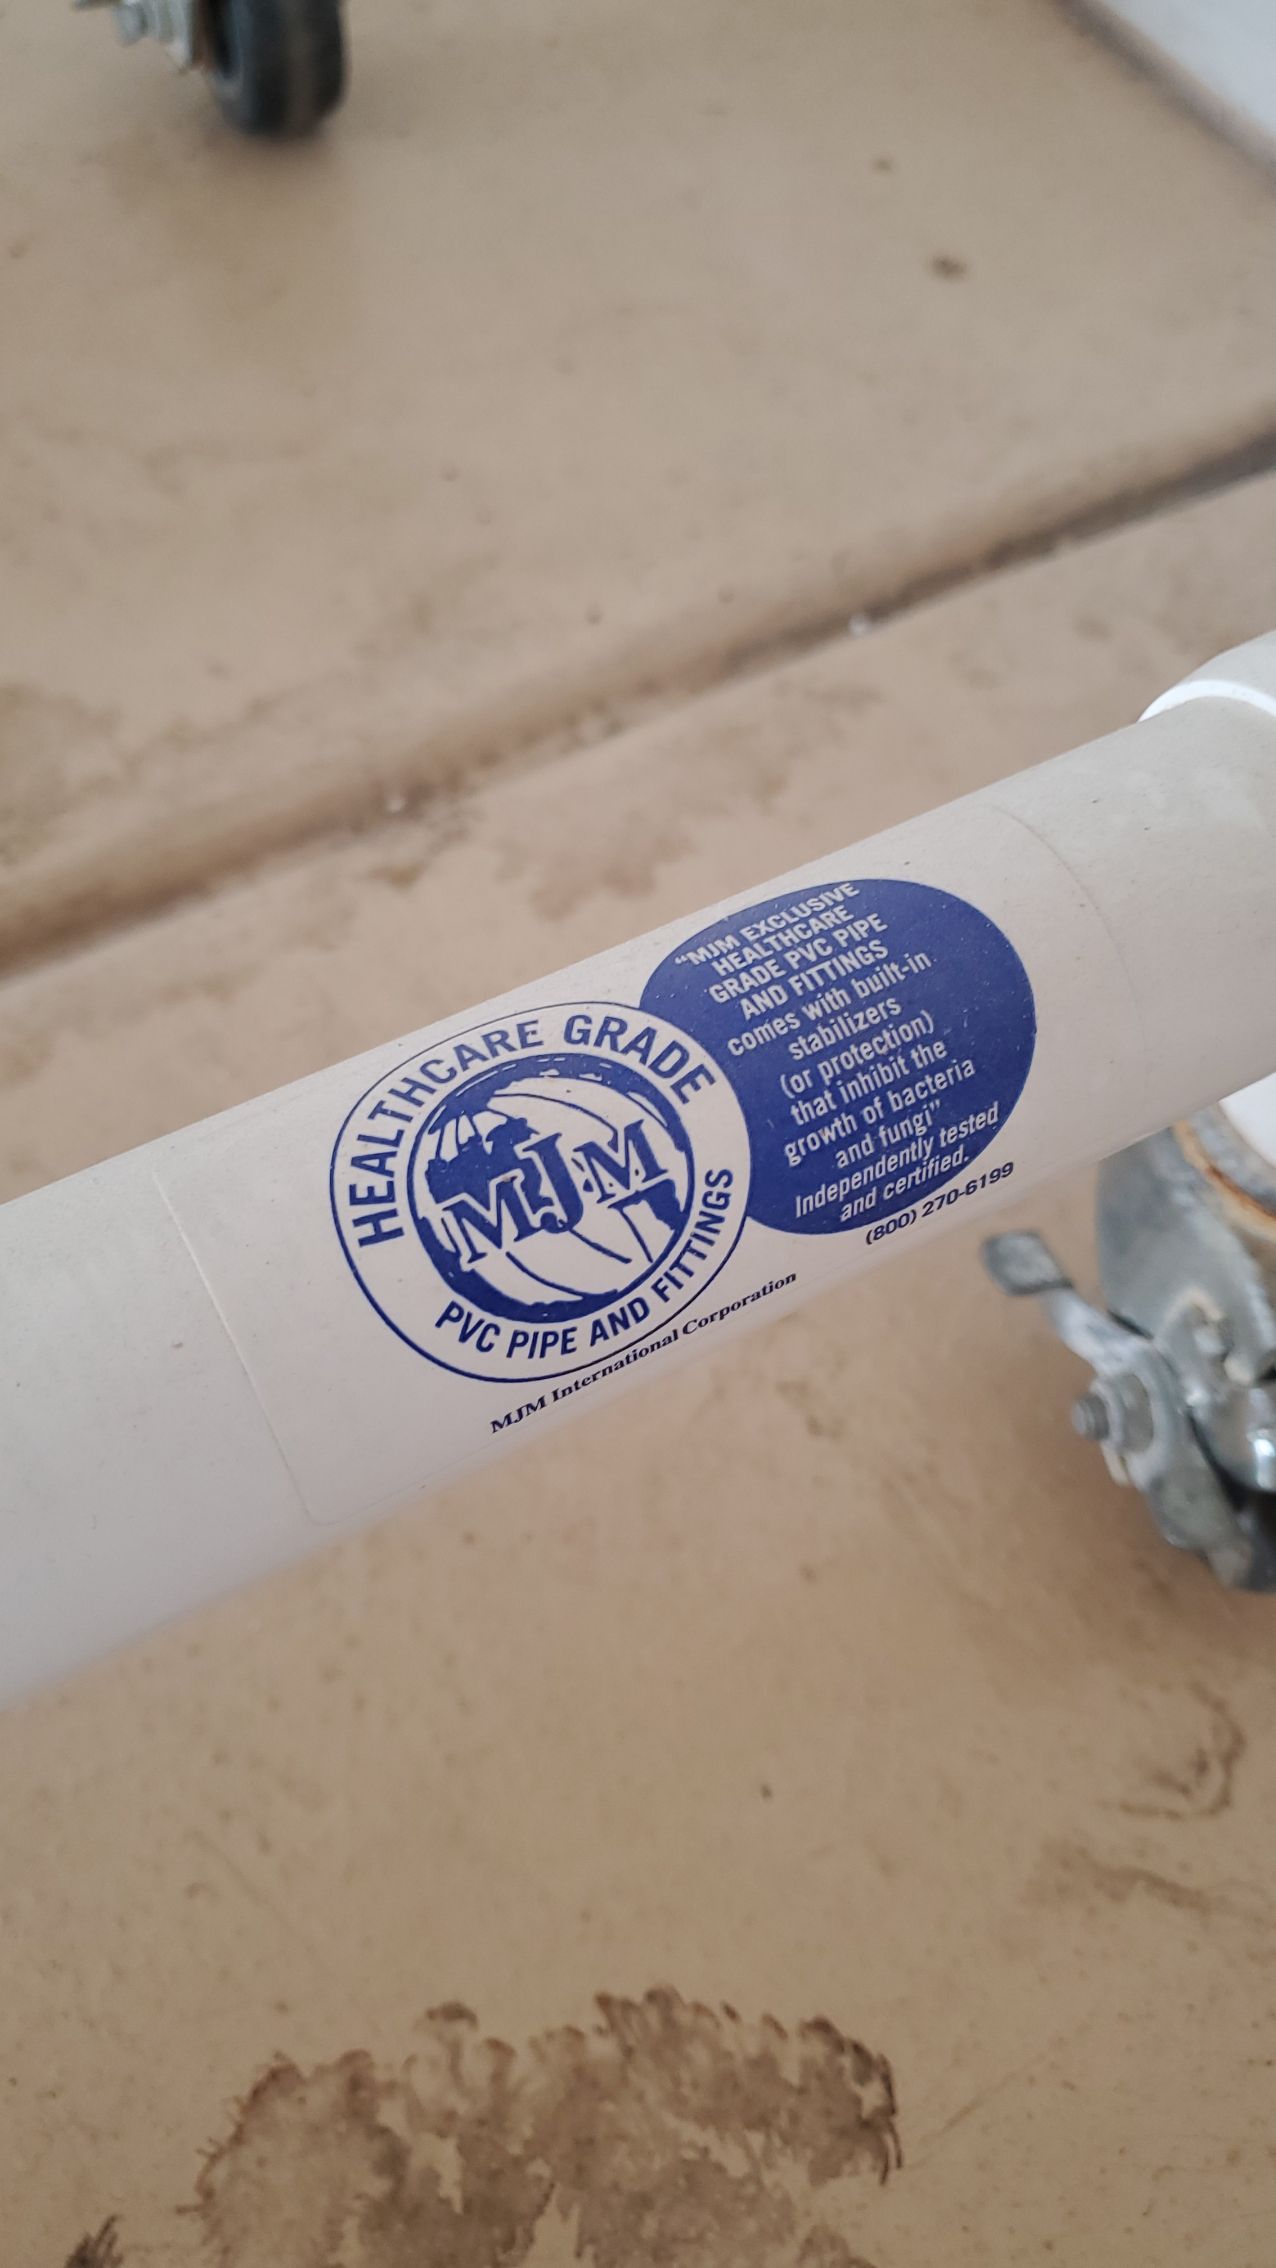 HEALTHCARE GRADE
MJM
PVC PIPE AND FITTINGS
MJM International Corporation
"MJM EXCLUSIVE
HEALTHCARE
GRADE PVC PIPE
AND FITTINGS
comes with built-in
stabilizers
(or protection)
that inhibit the
growth of bacteria
and fungi"
Independently tested
and certified.
(800) 270-6199